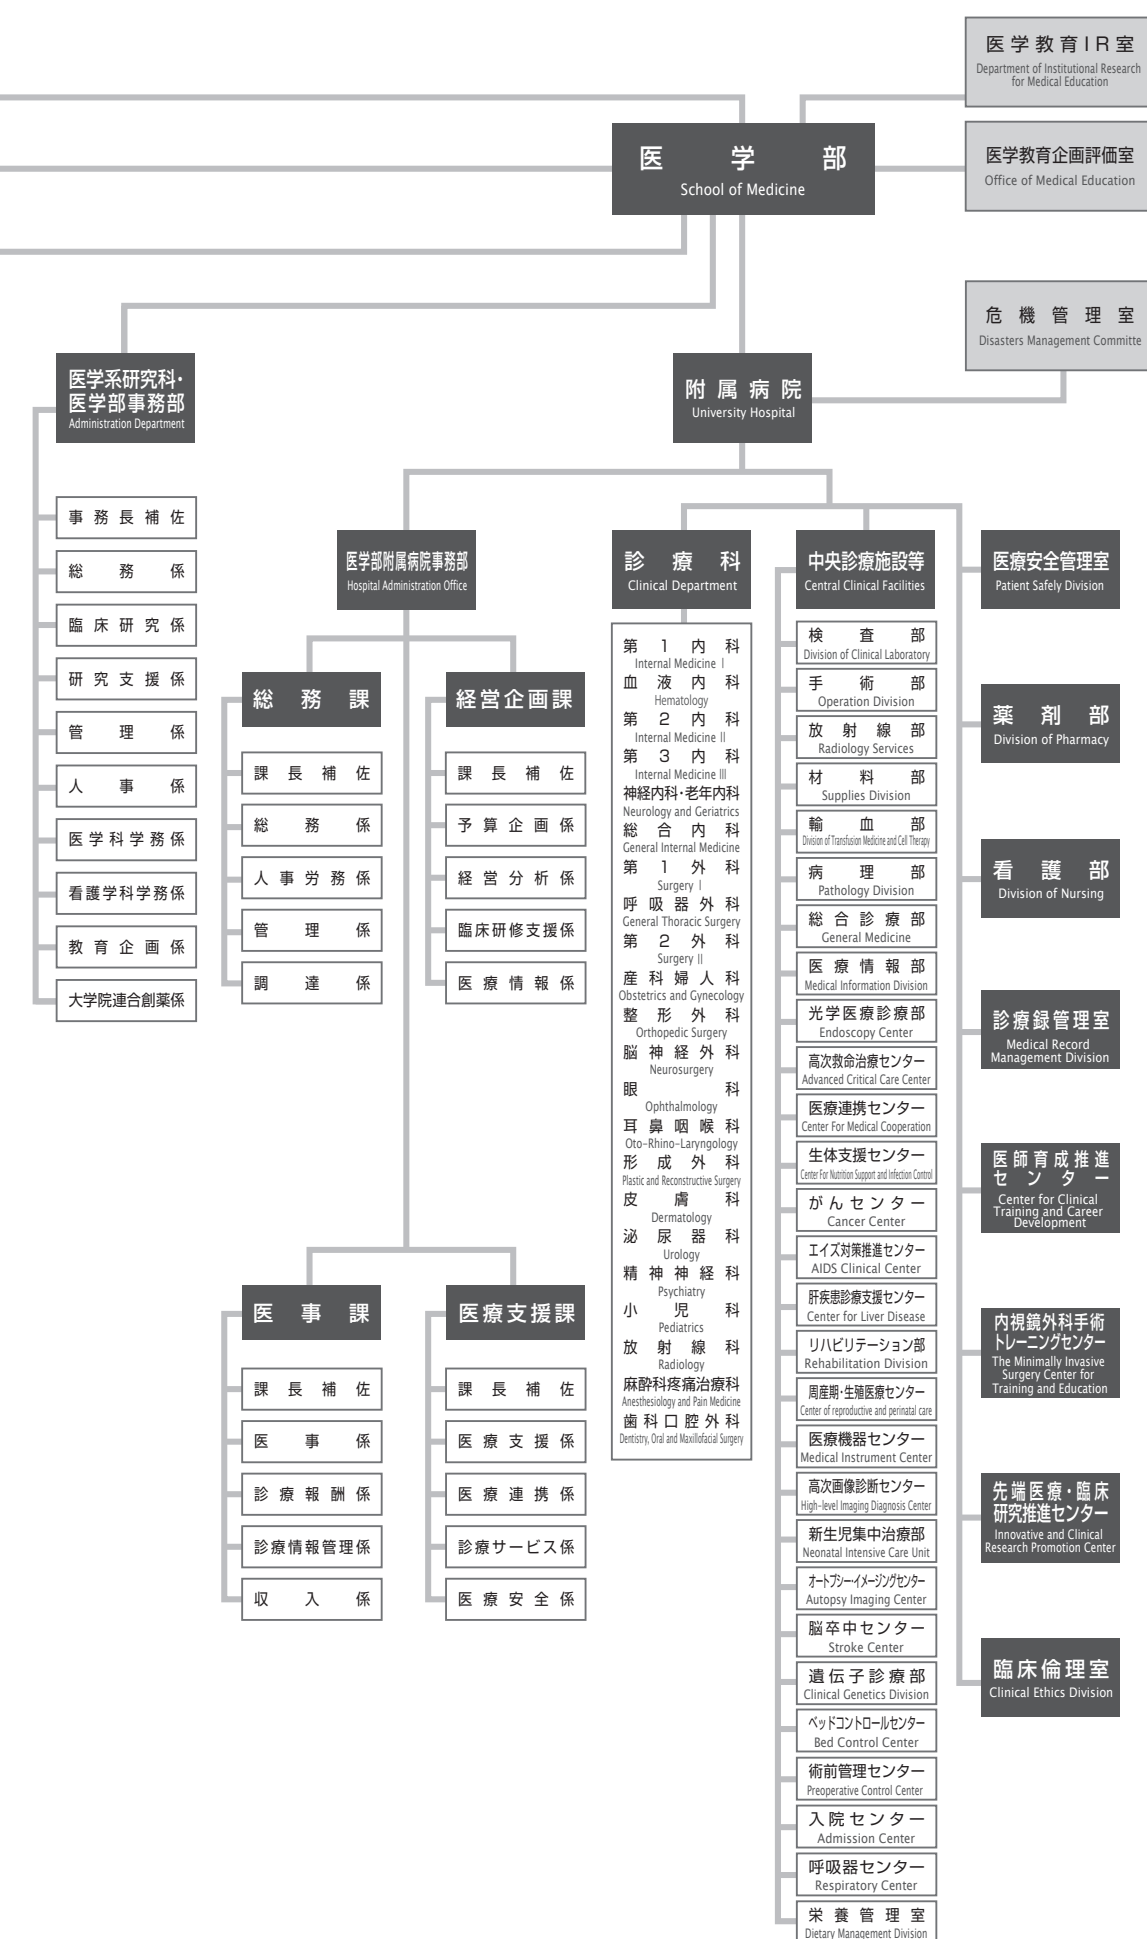 医学教育IR室
Department of Institutional Research
for Medical Education
医学部
School of Medicine
医学教育企画評価室
Office of Medical Education
危機管理室
Disasters Management Committe
医学系研究科・
医学部事務部
Administration Department
事務長補佐
総務係
臨床研究係
研究支援係
管理係
人事係
医学科学務係
看護学科学務係
教育企画係
大学院連合創薬係
附属病院
University Hospital
医学部附属病院事務部
Hospital Administration Office
総務課
課長補佐
総務係
人事労務係
管理係
調達係
経営企画課
課長補佐
予算企画係
経営分析係
臨床研修支援係
医療情報係
医事課
課長補佐
医事係
診療報酬係
診療情報管理係
収入係
医療支援課
課長補佐
医療支援係
医療連携係
診療サービス係
医療安全係
診療科
Clinical Department
第1内科
Internal Medicine Ⅰ
血液内科
Hematology
第2内科
Internal Medicine Ⅱ
第3内科
Internal Medicine Ⅲ
神経内科・老年内科
Neurology and Geriatrics
総合内科
General Internal Medicine
第1外科
Surgery Ⅰ
呼吸器外科
General Thoracic Surgery
第2外科
Surgery Ⅱ
産科婦人科
Obstetrics and Gynecology
整形外科
Orthopedic Surgery
脳神経外科
Neurosurgery
眼科
Ophthalmology
耳鼻咽喉科
Oto-Rhino-Laryngology
形成外科
Plastic and Reconstructive Surgery
皮膚科
Dermatology
泌尿器科
Urology
精神神経科
Psychiatry
小児科
Pediatrics
放射線科
Radiology
麻酔科疼痛治療科
Anesthesiology and Pain Medicine
歯科口腔外科
Dentistry, Oral and Maxillofacial Surgery
中央診療施設等
Central Clinical Facilities
検査部
Division of Clinical Laboratory
手術部
Operation Division
放射線部
Radiology Services
材料部
Supplies Division
輸血部
Division of Transfusion Medicine and Cell Therapy
病理部
Pathology Division
総合診療部
General Medicine
医療情報部
Medical Information Division
光学医療診療部
Endoscopy Center
高次救命治療センター
Advanced Critical Care Center
医療連携センター
Center For Medical Cooperation
生体支援センター
Center For Nutrition Support and Infection Control
がんセンター
Cancer Center
エイズ対策推進センター
AIDS Clinical Center
肝疾患診療支援センター
Center for Liver Disease
リハビリテーション部
Rehabilitation Division
周産期・生殖医療センター
Center of reproductive and perinatal care
医療機器センター
Medical Instrument Center
高次画像診断センター
High-level Imaging Diagnosis Center
新生児集中治療部
Neonatal Intensive Care Unit
オートプシー・イメージングセンター
Autopsy Imaging Center
脳卒中センター
Stroke Center
遺伝子診療部
Clinical Genetics Division
ベッドコントロールセンター
Bed Control Center
術前管理センター
Preoperative Control Center
入院センター
Admission Center
呼吸器センター
Respiratory Center
栄養管理室
Dietary Management Division
医療安全管理室
Patient Safely Division
薬剤部
Division of Pharmacy
看護部
Division of Nursing
診療録管理室
Medical Record
Management Division
医師育成推進
センター
Center for Clinical
Training and Career
Development
内視鏡外科手術
トレーニングセンター
The Minimally Invasive
Surgery Center for
Training and Education
先端医療・臨床
研究推進センター
Innovative and Clinical
Research Promotion Center
臨床倫理室
Clinical Ethics Division